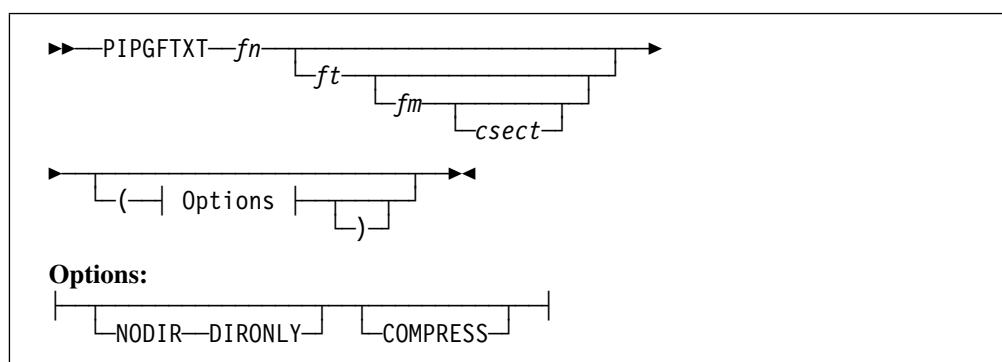 ►►──PIPGFTXT──fn
ft
fm
csect
►
►
(──┤ Options ├
)
►◄
Options:
NODIR──DIRONLY
COMPRESS